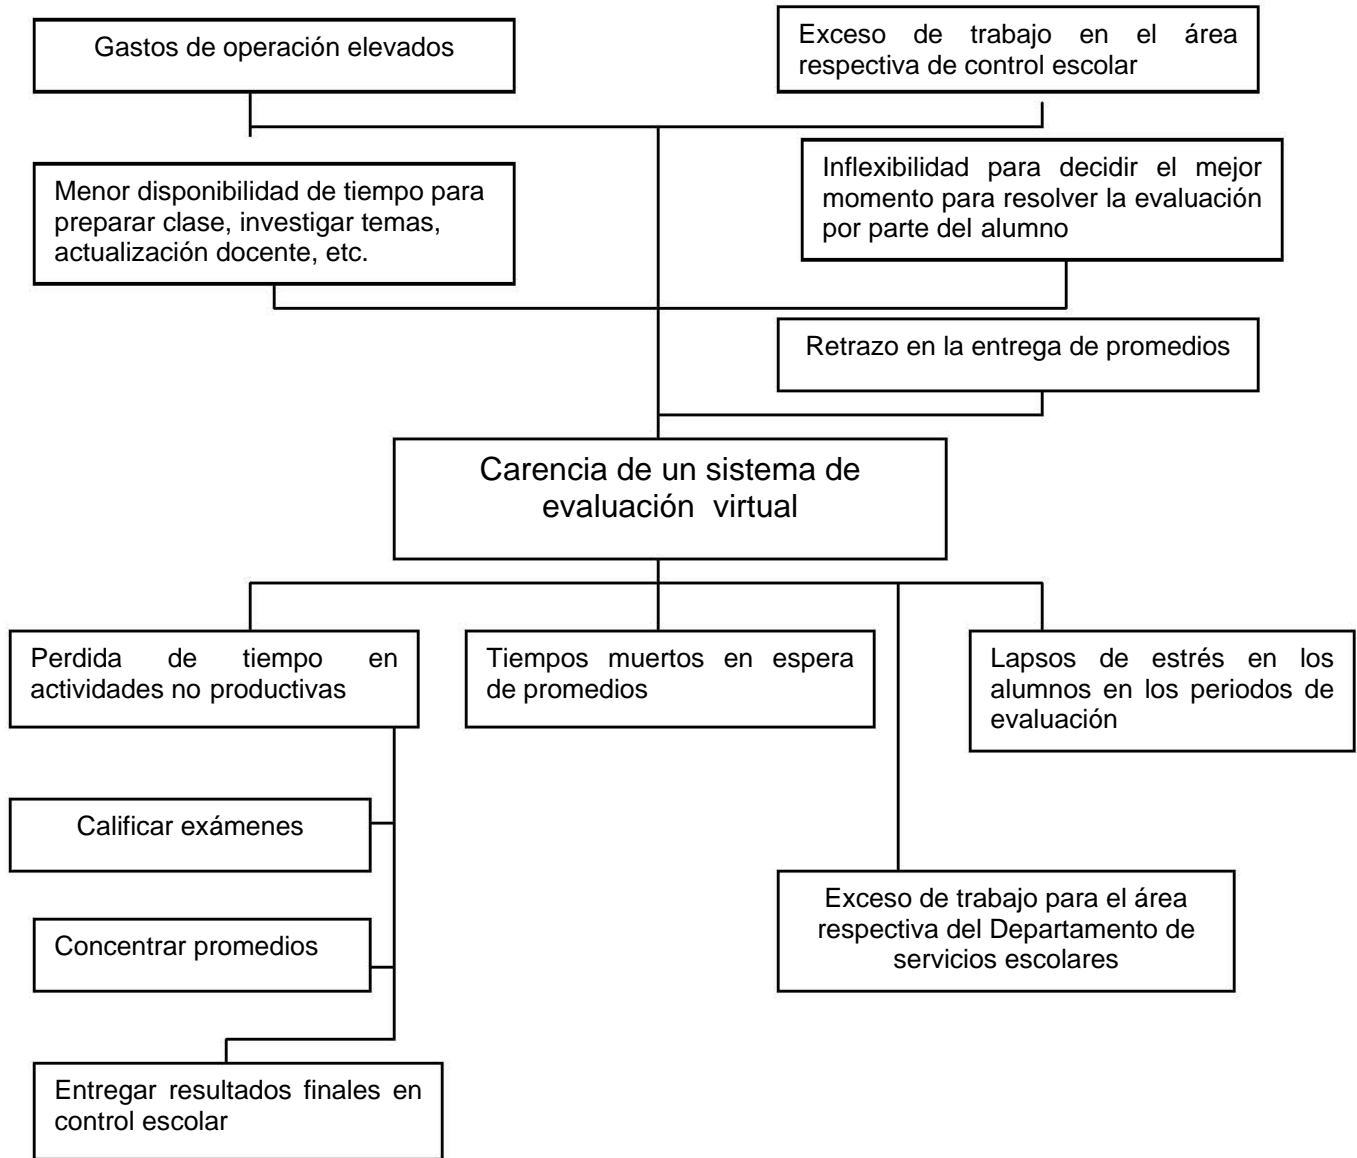 Gastos de operación elevados
Exceso de trabajo en el área
respectiva de control escolar
Menor disponibilidad de tiempo para
preparar clase, investigar temas,
actualización docente, etc.
Inflexibilidad para decidir el mejor
momento para resolver la evaluación
por parte del alumno
Retrazo en la entrega de promedios
Carencia de un sistema de
evaluación virtual
Perdida de tiempo en
actividades no productivas
Tiempos muertos en espera
de promedios
Lapsos de estrés en los
alumnos en los periodos de
evaluación
Calificar exámenes
Concentrar promedios
Exceso de trabajo para el área
respectiva del Departamento de
servicios escolares
Entregar resultados finales en
control escolar